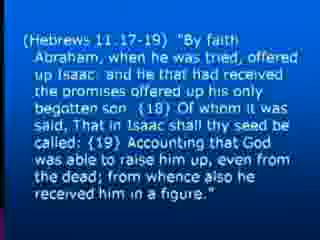 (Hebrews 11.17-19) "By faith
Abraham, when he was tried, offered
up Isaac: and he that had received
the promises offered up his only
begotten son {18} Of whom it was
said, That in Isaac shall thy seed be
called: {19} Accounting that God
was able to raise him up, even from
the dead; from whence also he
received him in a figure."